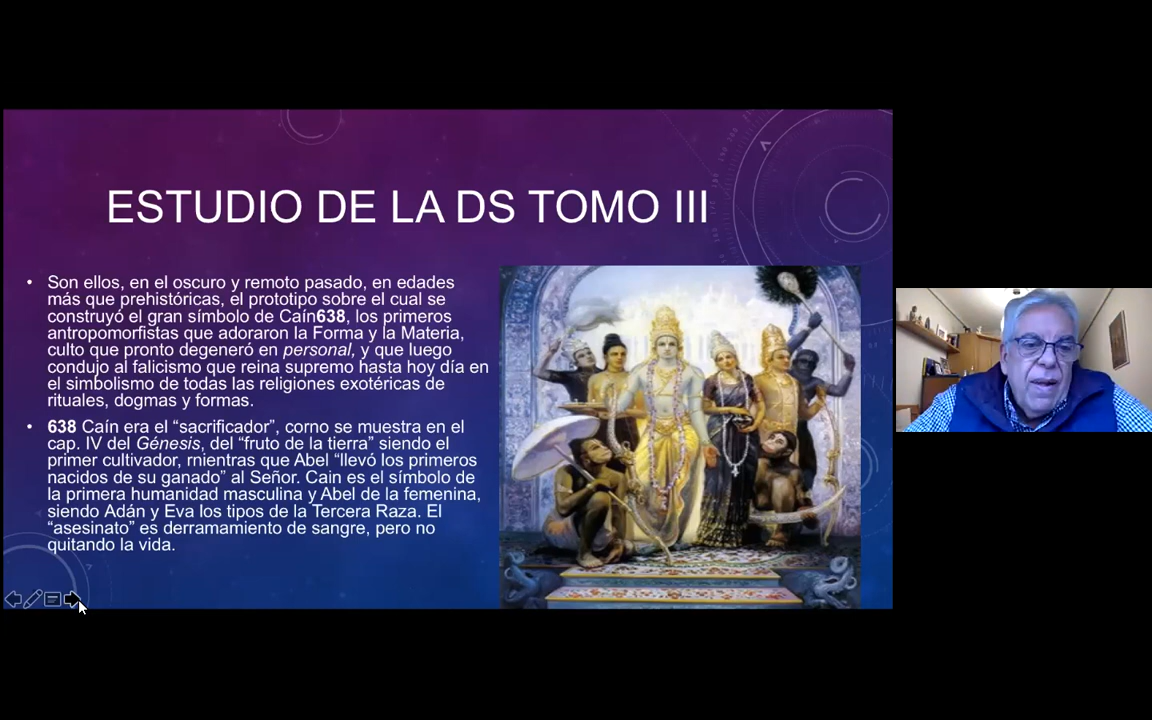 ESTUDIO DE LA DS TOMO III
• Son ellos, en el oscuro y remoto pasado, en edades
más que prehistóricas, el prototipo sobre el cual se
construyó el gran símbolo de Caín638, los primeros
antropomorfistas que adoraron la Forma y la Materia,
culto que pronto degeneró en personal, y que luego
condujo al falicismo que reina supremo hasta hoy día en
el simbolismo de todas las religiones exotéricas de
rituales, dogmas y formas.
• 638 Caín era el “sacrificador”, corno se muestra en el
cap. IV del Génesis, del “fruto de la tierra” siendo el
primer cultivador, rnientras que Abel “llevó los primeros
nacidos de su ganado” al Señor. Cain es el símbolo de
la primera humanidad masculina y Abel de la femenina,
siendo Adán y Eva los tipos de la Tercera Raza. El
“asesinato” es derramamiento de sangre, pero no
quitando la vida.